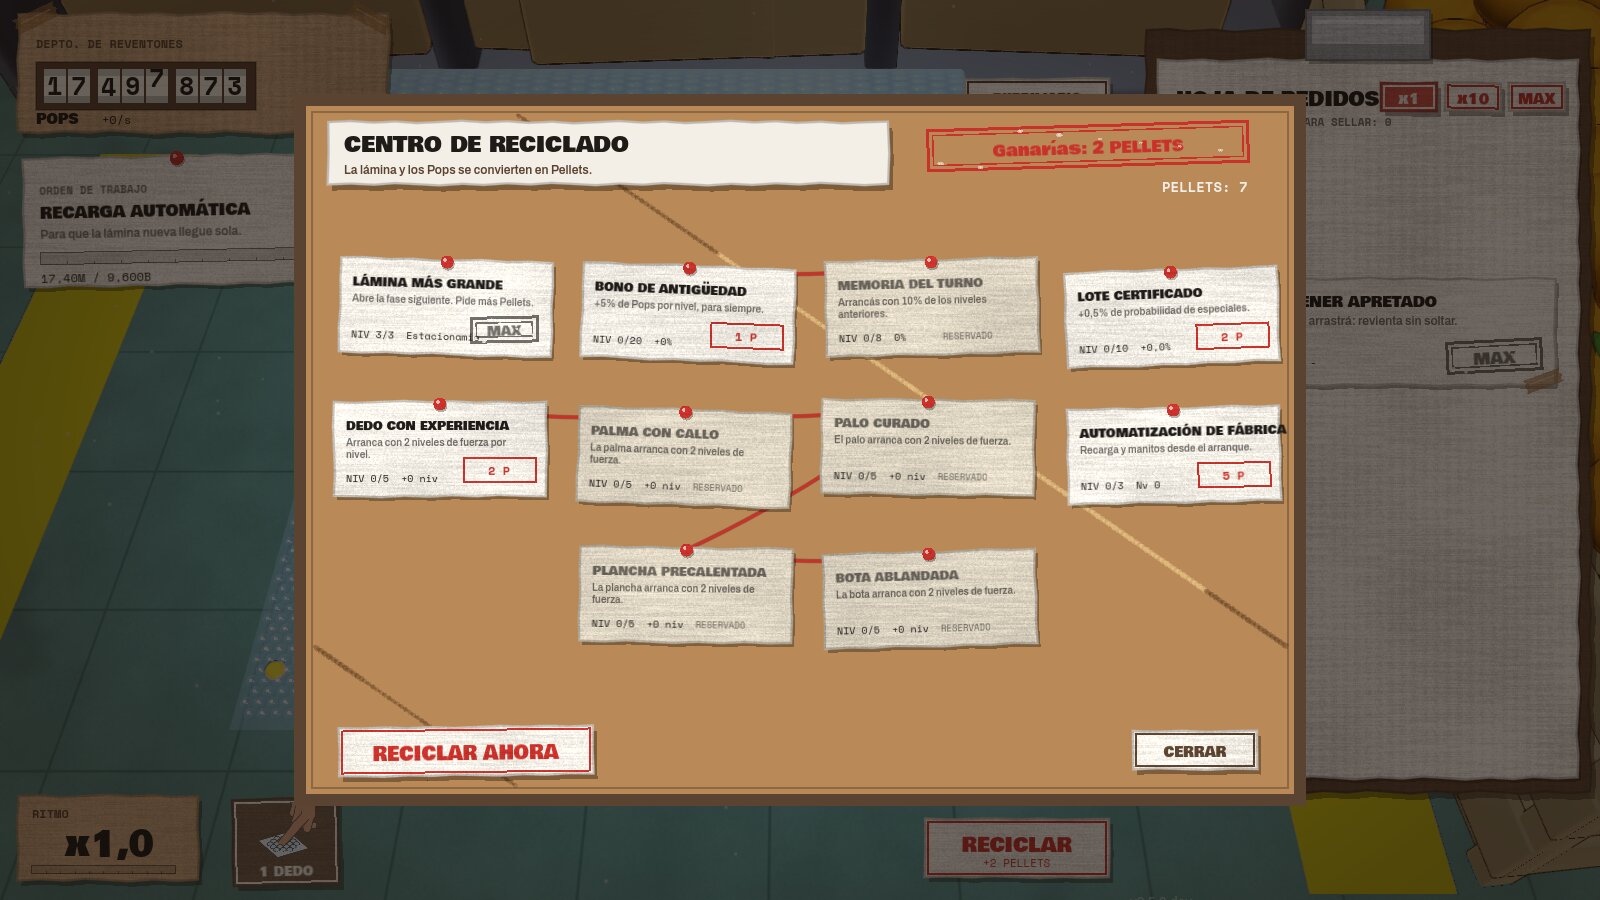 DEPTO. DE REVENTONES
17 497 873
POPS +0/s
ORDEN DE TRABAJO
RECARGA AUTOMÁTICA
Para que la lámina nueva llegue sola.
17,40M / 9.600B
CENTRO DE RECICLADO
La lámina y los Pops se convierten en Pellets.
Ganarías: 2 PELLETS
PELLETS: 7
LÁMINA MÁS GRANDE
Abre la fase siguiente. Pide más Pellets.
NIV 3/3 Estacionami
MAX
BONO DE ANTIGÜEDAD
+5% de Pops por nivel, para siempre.
NIV 0/20 +0%
1 P
MEMORIA DEL TURNO
Arrancás con 10% de los niveles
anteriores.
NIV 0/8 0% RESERVADO
LOTE CERTIFICADO
+0,5% de probabilidad de especiales.
NIV 0/10 +0,0%
2 P
DEDO CON EXPERIENCIA
Arranca con 2 niveles de fuerza por
nivel.
NIV 0/5 +0 niv
2 P
PALMA CON CALLO
La palma arranca con 2 niveles de
fuerza.
NIV 0/5 +0 niv RESERVADO
PALO CURADO
El palo arranca con 2 niveles de fuerza.
NIV 0/5 +0 niv RESERVADO
AUTOMATIZACIÓN DE FÁBRICA
Recarga y manitos desde el arranque.
NIV 0/3 Nv 0
5 P
PLANCHA PRECALENTADA
La plancha arranca con 2 niveles de
fuerza.
NIV 0/5 +0 niv RESERVADO
BOTA ABLANDADA
La bota arranca con 2 niveles de fuerza.
NIV 0/5 +0 niv RESERVADO
RECICLAR AHORA
CERRAR
HOJA DE PEDIDOS
x1
x10
MAX
ARA SELLAR: 0
ENER APRETADO
arrastrá: revienta sin soltar.
MAX
RITMO
x1,0
1 DEDO
RECICLAR
+2 PELLETS